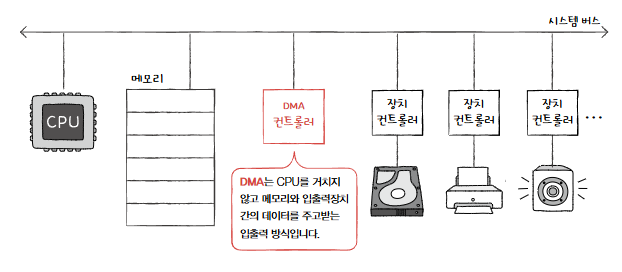 시스템 버스
CPU
메모리
DMA
컨트롤러
장치
컨트롤러
장치
컨트롤러
장치
컨트롤러
...
DMA는 CPU를 거치지
않고 메모리와 입출력장치
간의 데이터를 주고받는
입출력 방식입니다.